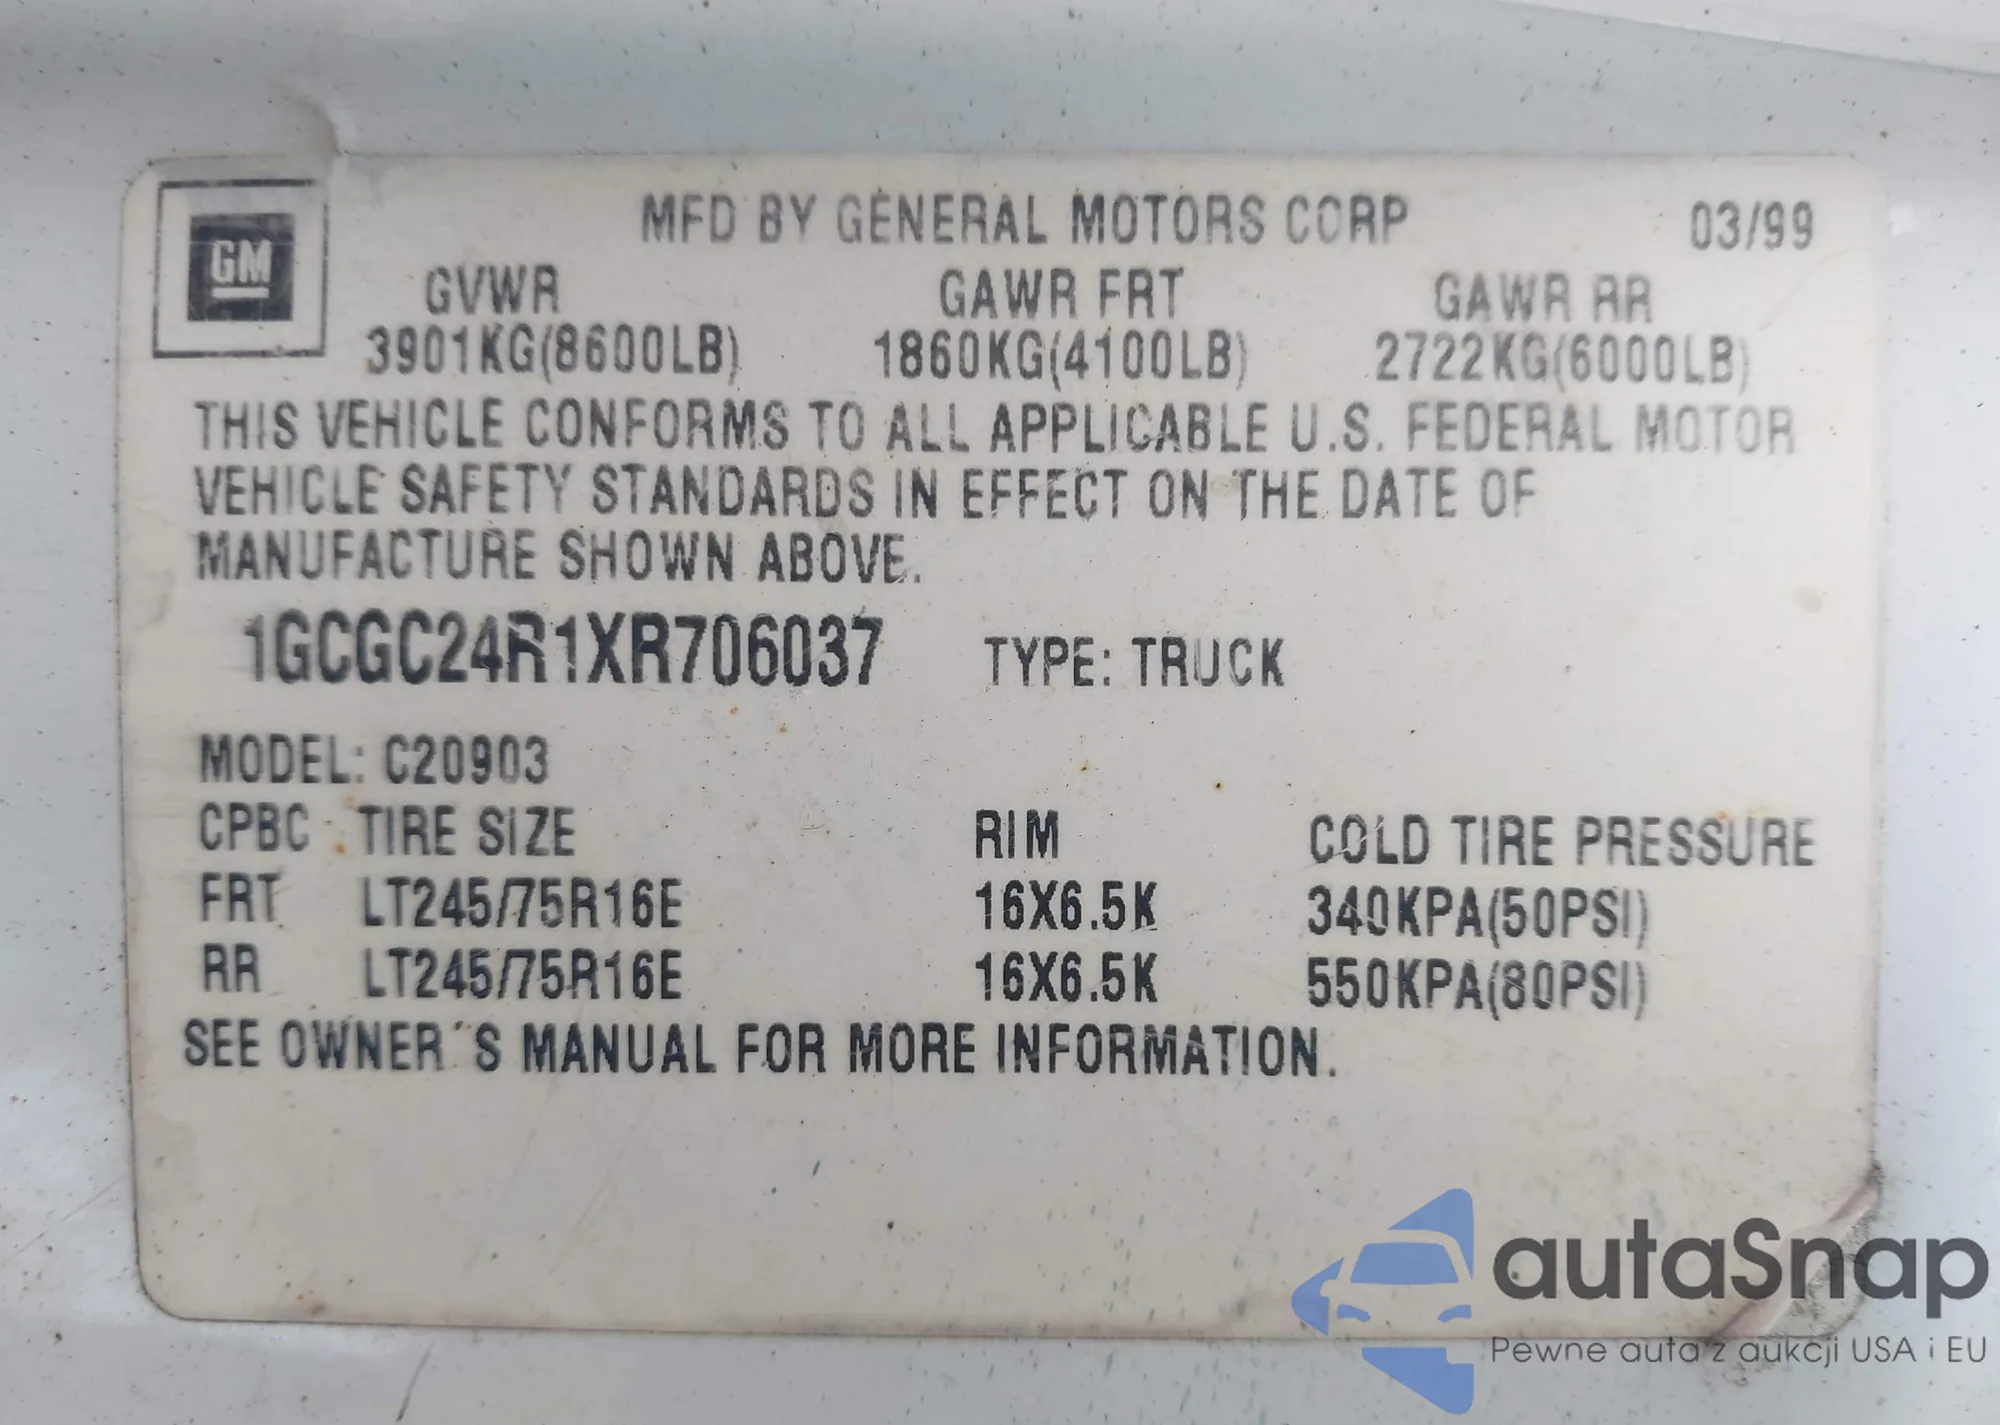 MFD BY GENERAL MOTORS CORP 03/99
GM
GVWR GAWR FRT GAWR RR
3901KG(8600LB) 1860KG(4100LB) 2722KG(6000LB)
THIS VEHICLE CONFORMS TO ALL APPLICABLE U.S. FEDERAL MOTOR
VEHICLE SAFETY STANDARDS IN EFFECT ON THE DATE OF
MANUFACTURE SHOWN ABOVE.
1GCGC24R1XR706037 TYPE: TRUCK
MODEL: C20903
CPBC TIRE SIZE RIM COLD TIRE PRESSURE
FRT LT245/75R16E 16X6.5K 340KPA(50PSI)
RR LT245/75R16E 16X6.5K 550KPA(80PSI)
SEE OWNER'S MANUAL FOR MORE INFORMATION.
autaSnap
Pewne auta z aukcji USA i EU